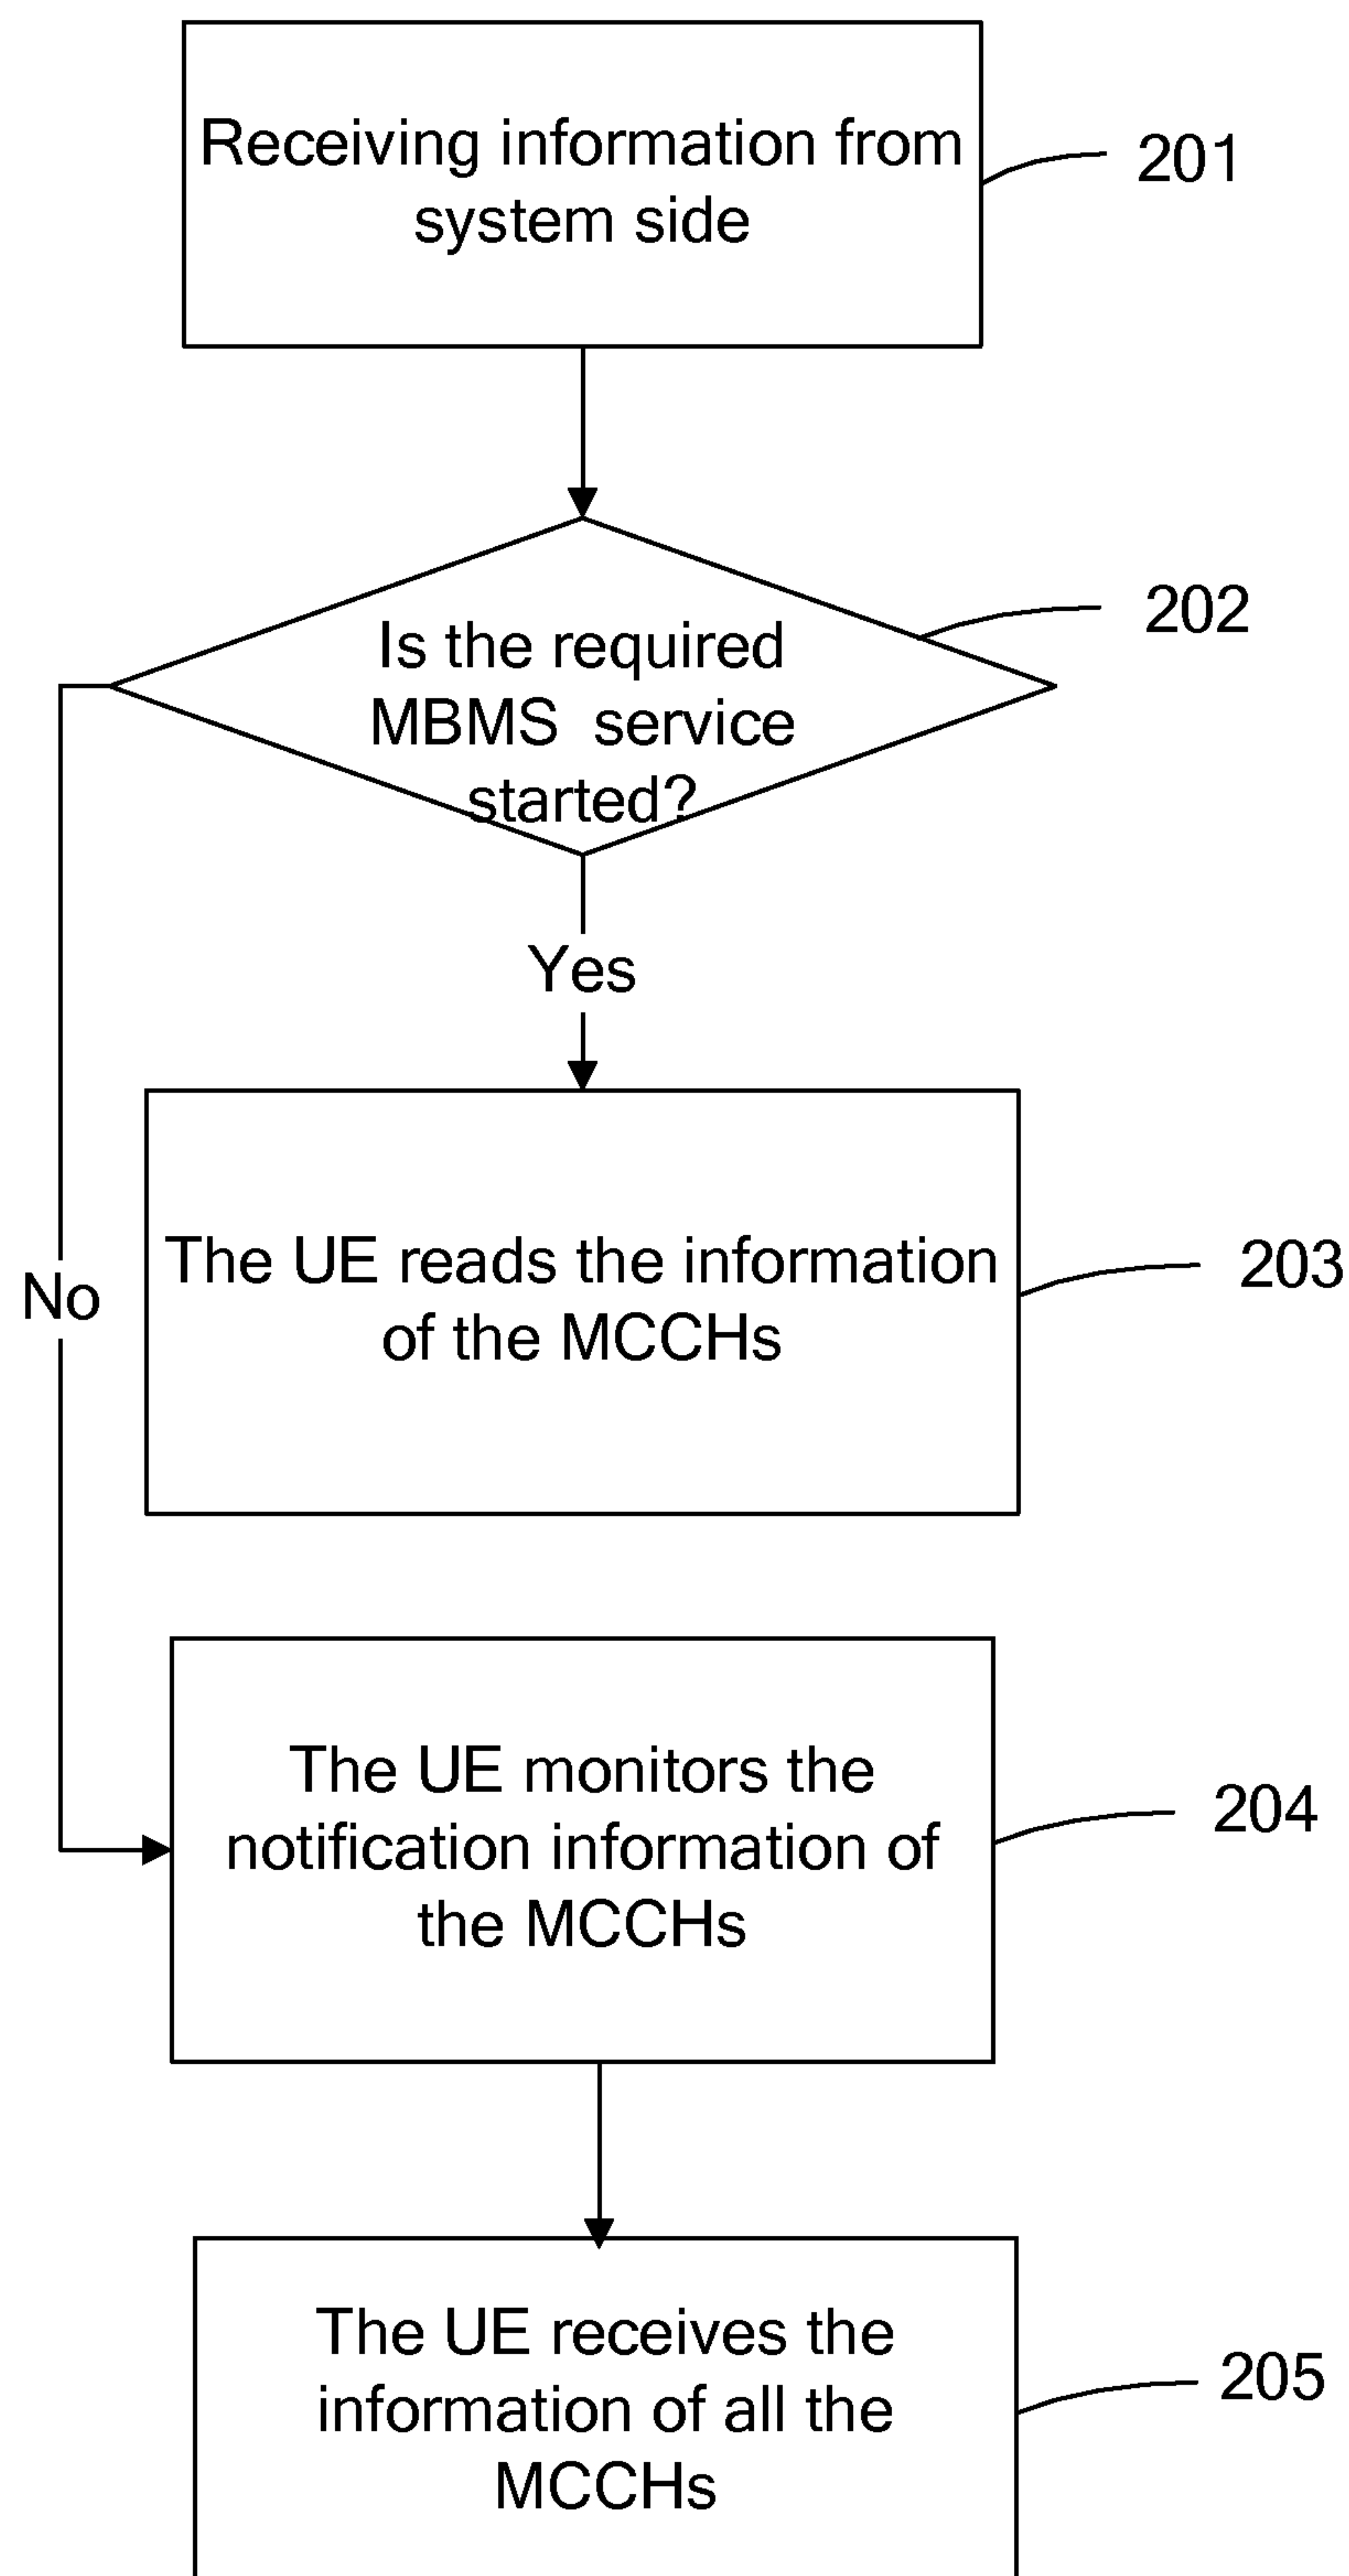 Receiving information from
system side
201
Is the required
MBMS service
started?
202
Yes
No
The UE reads the information
of the MCCHs
203
The UE monitors the
notification information of
the MCCHs
204
The UE receives the
information of all the
MCCHs
205